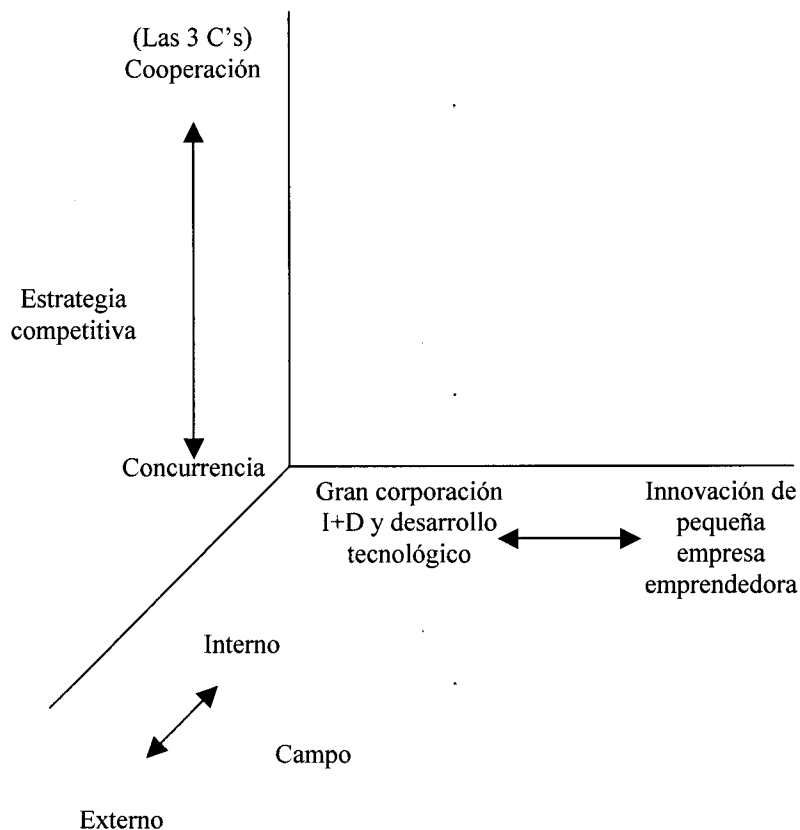 (Las 3 C’s)
Cooperación
Estrategia
competitiva
Concurrencia
Gran corporación
I+D y desarrollo
tecnológico
Innovación de
pequeña
empresa
emprendedora
Interno
Campo
Externo